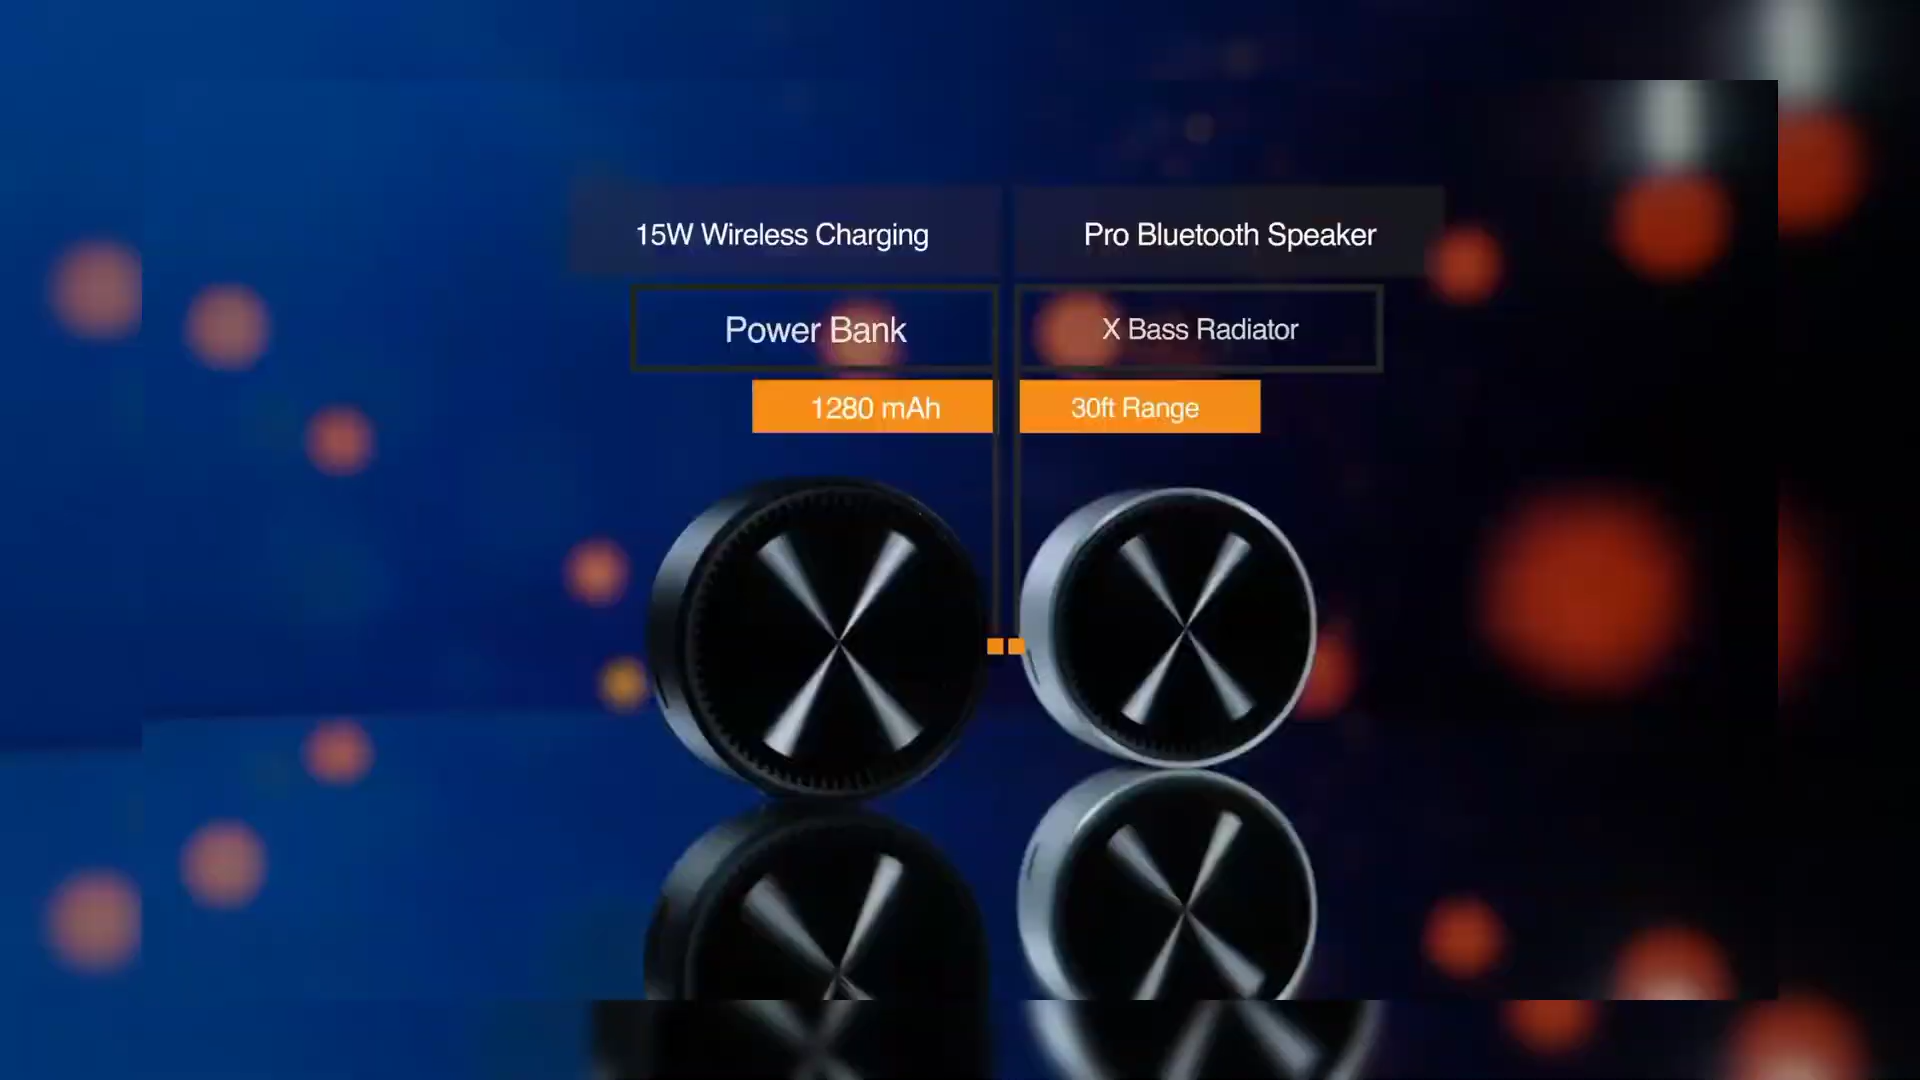 15W Wireless Charging
Power Bank
1280 mAh
Pro Bluetooth Speaker
X Bass Radiator
30ft Range